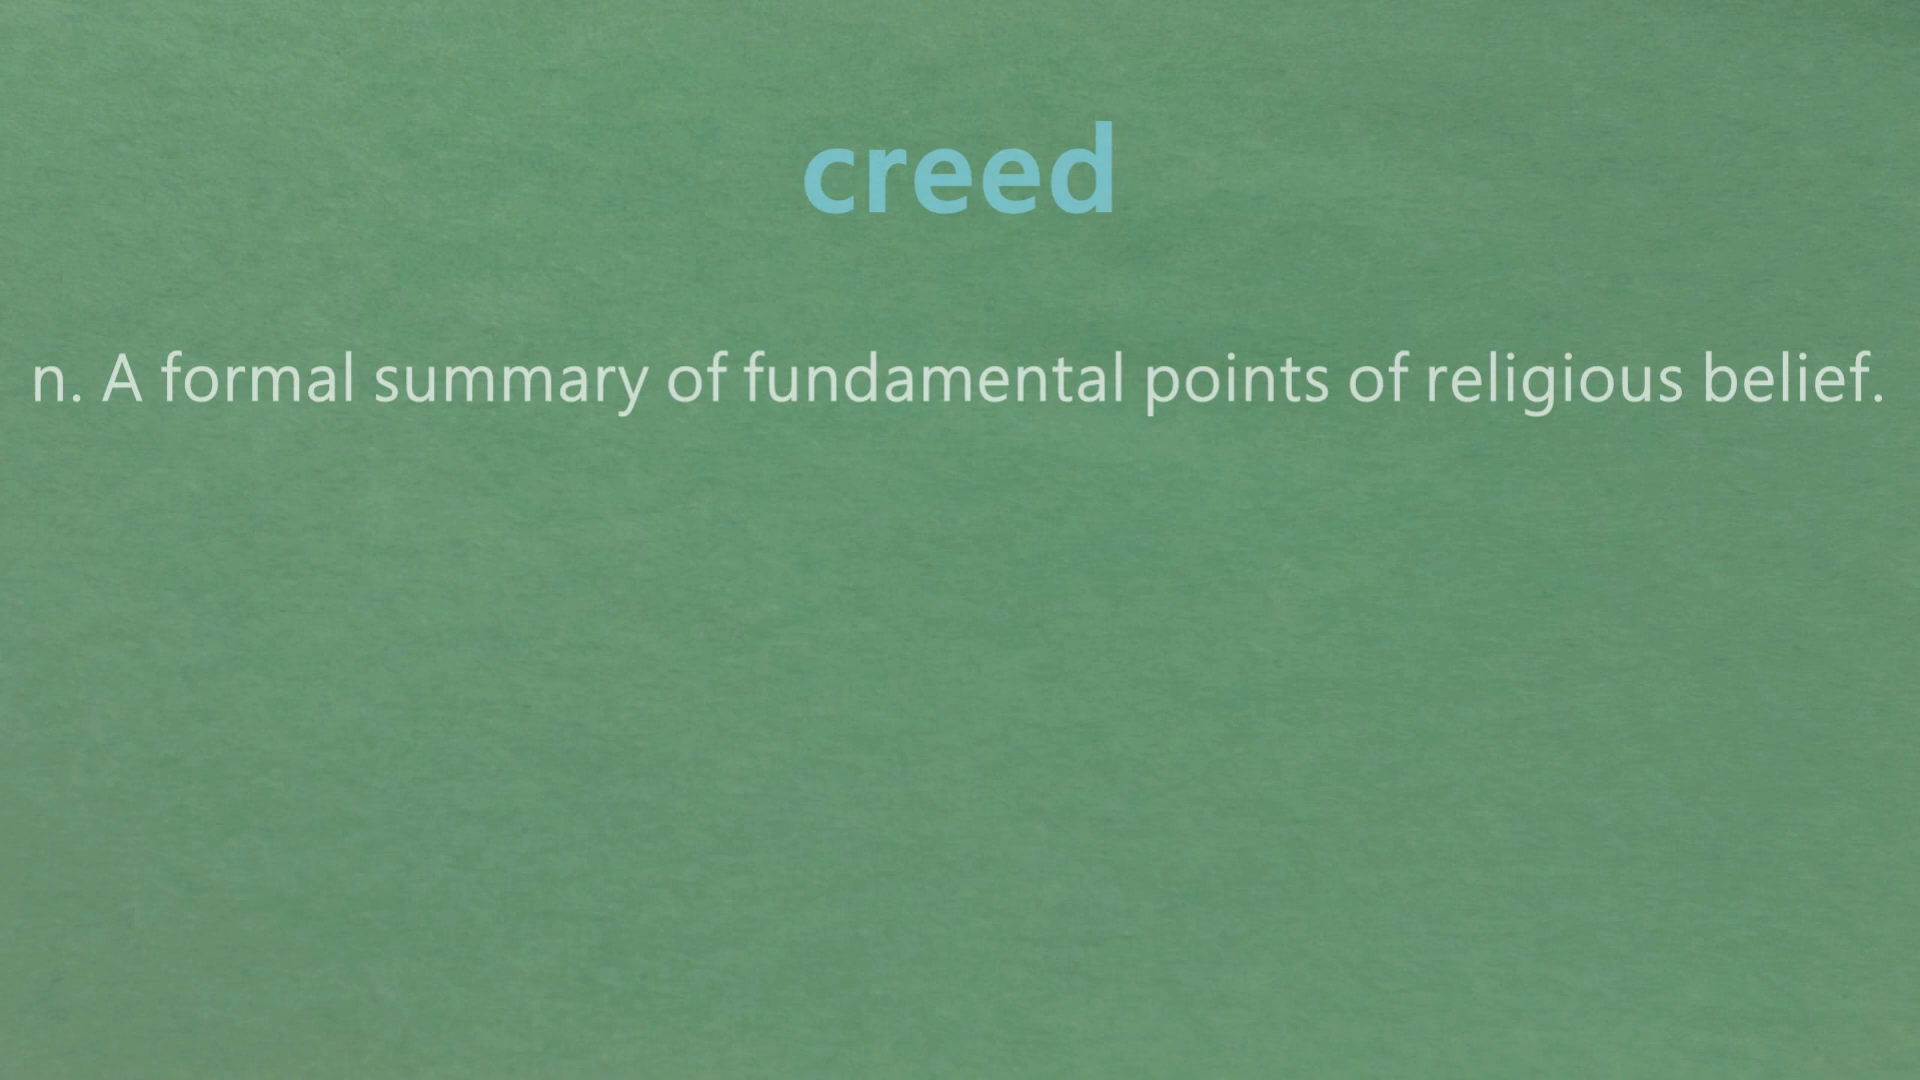 creed
n. A formal summary of fundamental points of religious belief.